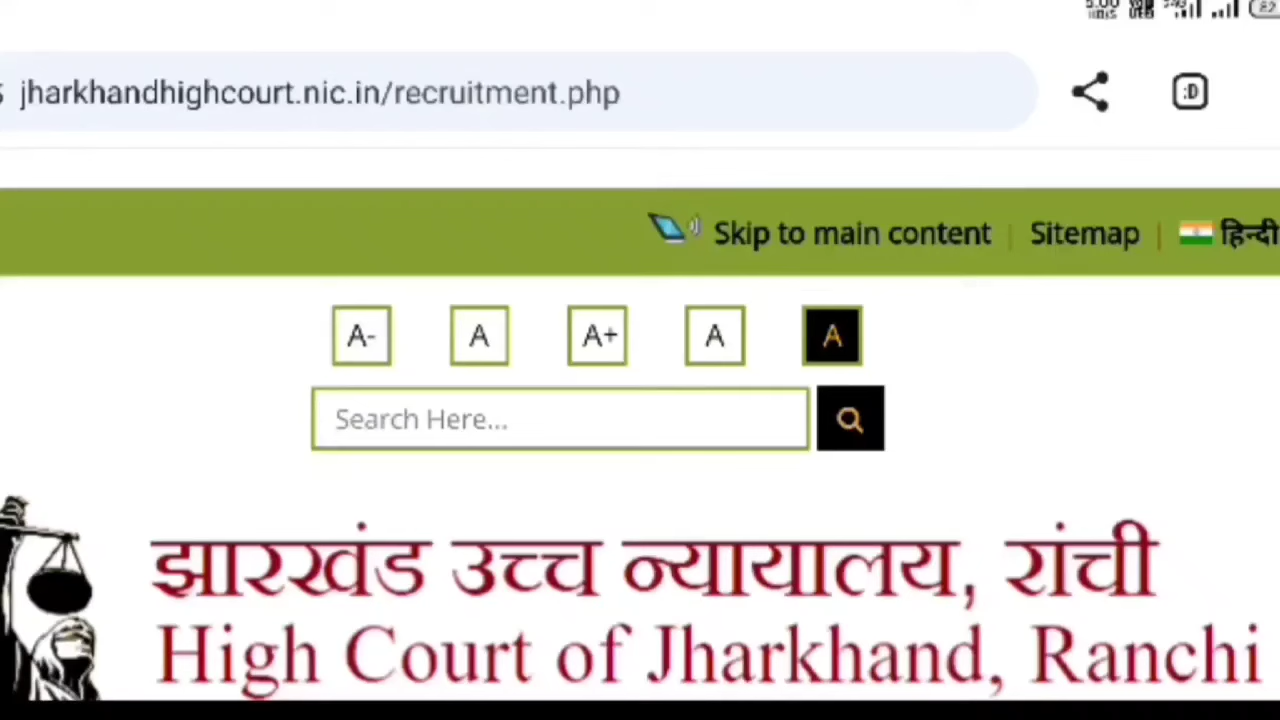 jharkhandhighcourt.nic.in/recruitment.php
:D
Skip to main content | Sitemap | हिन्दी
A- A A+ A A
Search Here...
झारखंड उच्च न्यायालय, रांची
High Court of Jharkhand, Ranchi